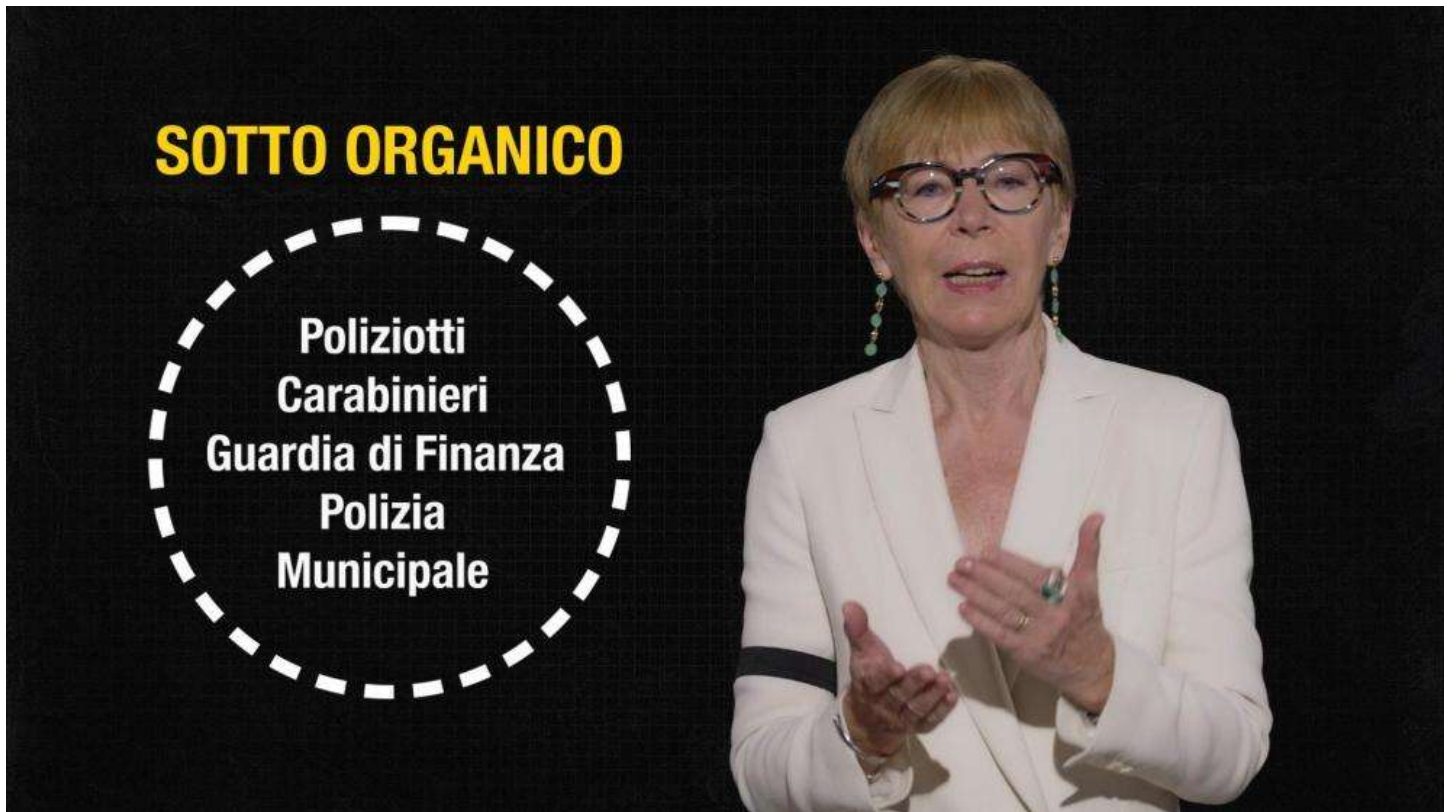 SOTTO ORGANICO
Poliziotti
Carabinieri
Guardia di Finanza
Polizia
Municipale